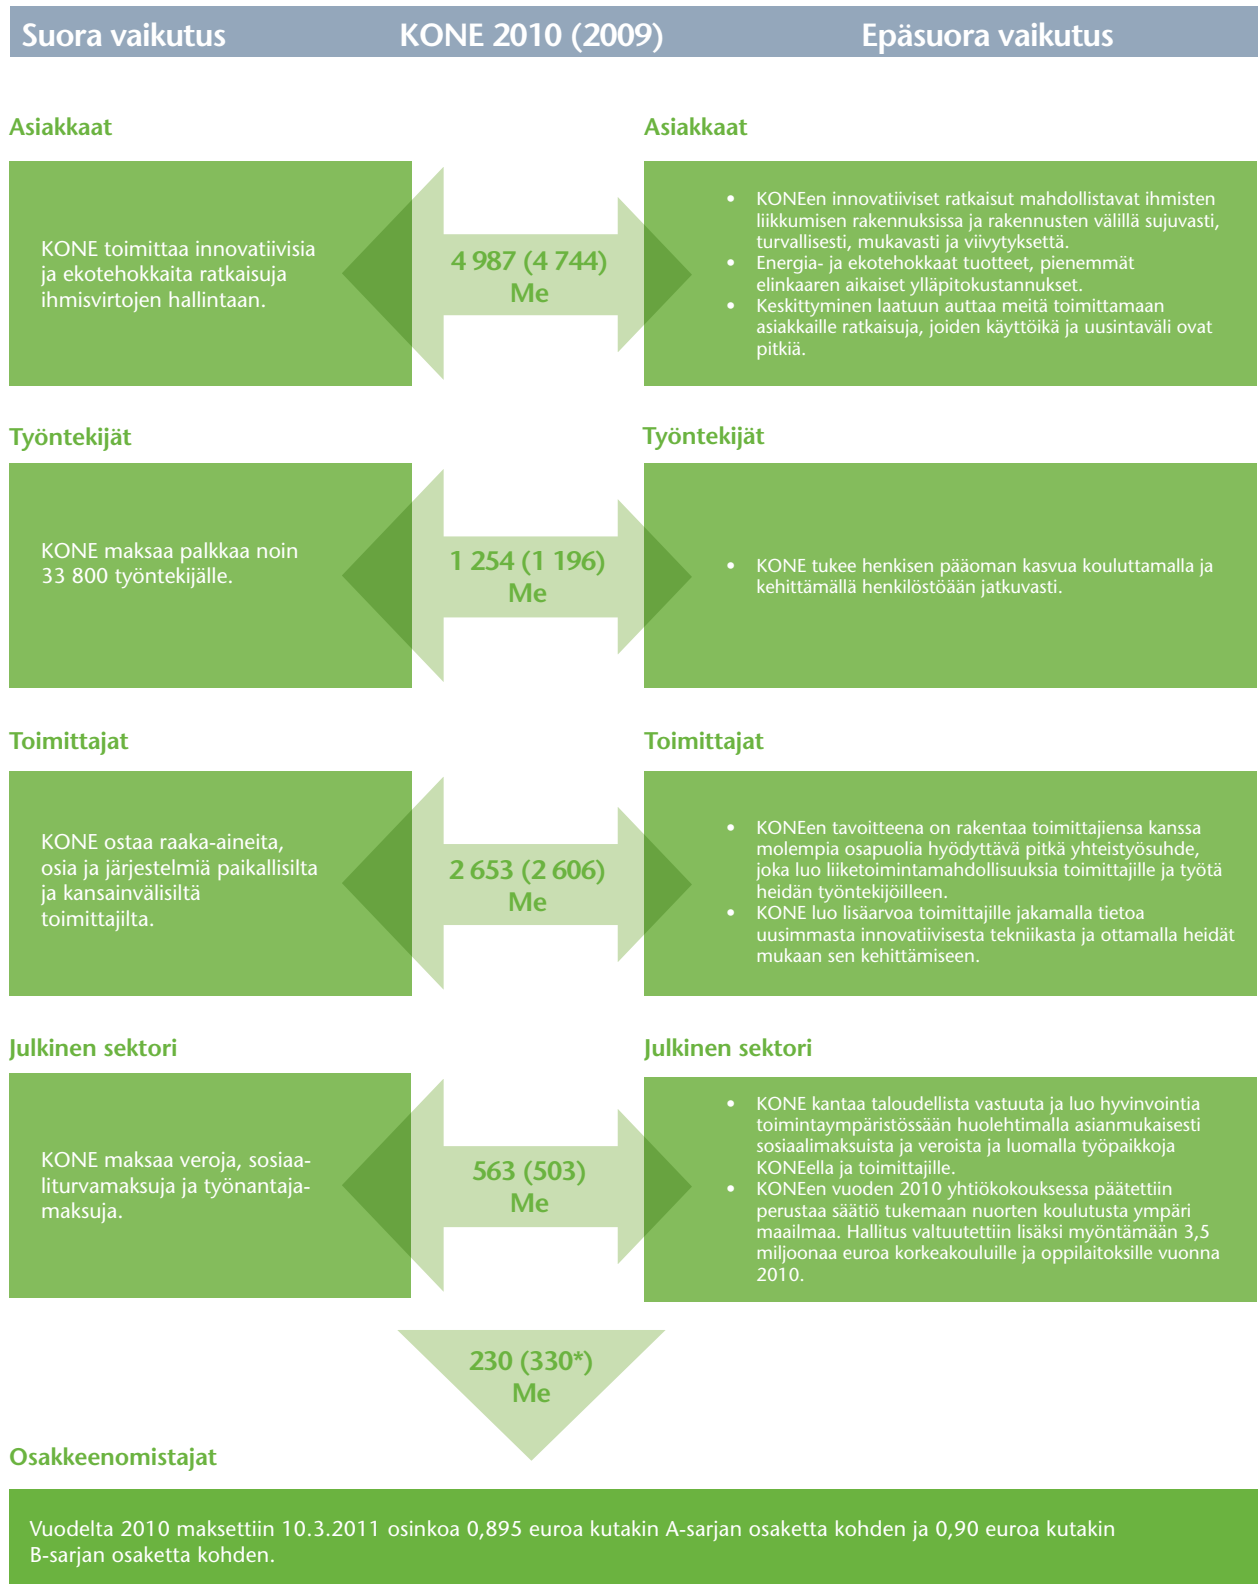 Suora vaikutus
KONE 2010 (2009)
Epäsuora vaikutus
Asiakkaat
KONE toimittaa innovatiivisia
ja ekotehokkaita ratkaisuja
ihmisvirtojen hallintaan.
4 987 (4 744)
Me
Asiakkaat
• KONEen innovatiiviset ratkaisut mahdollistavat ihmisten
liikkumisen rakennuksissa ja rakennusten välillä sujuvasti,
turvallisesti, mukavasti ja viivytyksettä.
• Energia- ja ekotehokkaat tuotteet, pienemmät
elinkaaren aikaiset ylläpitokustannukset.
• Keskittyminen laatuun auttaa meitä toimittamaan
asiakkaille ratkaisuja, joiden käyttöikä ja uusintaväli ovat
pitkiä.
Työntekijät
KONE maksaa palkkaa noin
33 800 työntekijälle.
1 254 (1 196)
Me
Työntekijät
• KONE tukee henkisen pääoman kasvua kouluttamalla ja
kehittämällä henkilöstöään jatkuvasti.
Toimittajat
KONE ostaa raaka-aineita,
osia ja järjestelmiä paikallisilta
ja kansainvälisiltä
toimittajilta.
2 653 (2 606)
Me
Toimittajat
• KONEen tavoitteena on rakentaa toimittajiensa kanssa
molempia osapuolia hyödyttävä pitkä yhteistyösuhde,
joka luo liiketoimintamahdollisuuksia toimittajille ja työtä
heidän työntekijöilleen.
• KONE luo lisäarvoa toimittajille jakamalla tietoa
uusimmasta innovatiivisesta tekniikasta ja ottamalla heidät
mukaan sen kehittämiseen.
Julkinen sektori
KONE maksaa veroja, sosiaa-
liturvamaksuja ja työnantaja-
maksuja.
563 (503)
Me
Julkinen sektori
• KONE kantaa taloudellista vastuuta ja luo hyvinvointia
toimintaympäristössään huolehtimalla asianmukaisesti
sosiaalimaksuista ja veroista ja luomalla työpaikkoja
KONEella ja toimittajille.
• KONEen vuoden 2010 yhtiökokouksessa päätettiin
perustaa säätiö tukemaan nuorten koulutusta ympäri
maailmaa. Hallitus valtuutettiin lisäksi myöntämään 3,5
miljoonaa euroa korkeakouluille ja oppilaitoksille vuonna
2010.
230 (330*)
Me
Osakkeenomistajat
Vuodelta 2010 maksettiin 10.3.2011 osinkoa 0,895 euroa kutakin A-sarjan osaketta kohden ja 0,90 euroa kutakin
B-sarjan osaketta kohden.